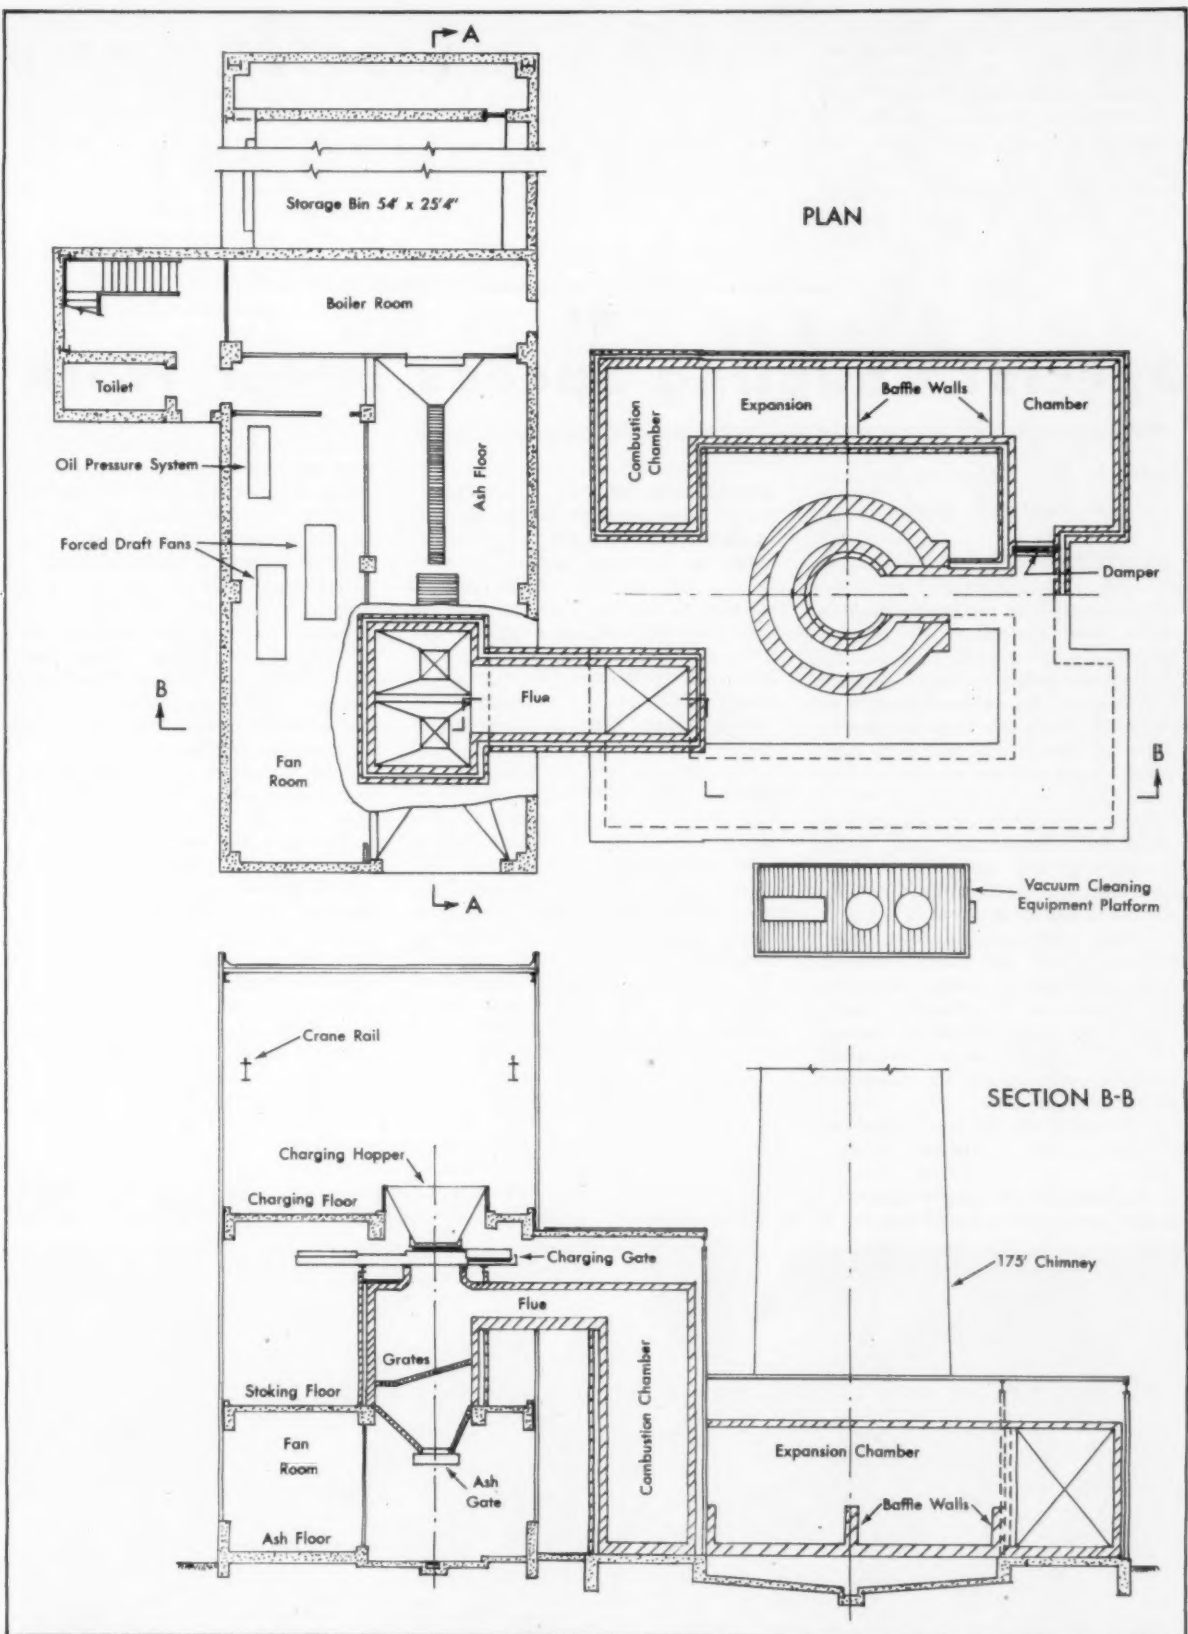 A
PLAN
Storage Bin 54' x 25'4"
Boiler Room
Toilet
Combustion
Chamber
Expansion
Baffle Walls
Chamber
Oil Pressure System
Ash Floor
Forced Draft Fans
Damper
B
Flue
Fan
Room
B
A
Vacuum Cleaning
Equipment Platform
Crane Rail
SECTION B-B
Charging Hopper
Charging Floor
Charging Gate
175' Chimney
Flue
Grates
Stoking Floor
Combustion Chamber
Fan
Room
Expansion Chamber
Ash
Gate
Baffle Walls
Ash Floor